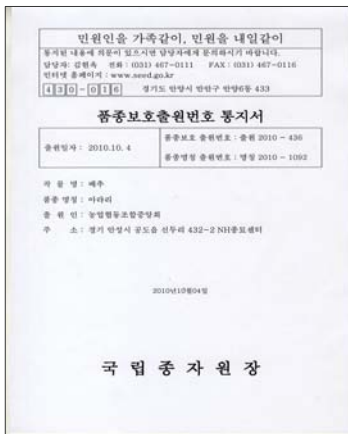 민원인을 가족같이, 민원을 내일같이
통지된 내용에 의문이 있으시면 담당자에게 문의하시기 바랍니다.
담당자: 김현옥 전화 : (031) 467-0111 FAX : (031) 467-0116
인터넷 홈페이지 : www.seed.go.kr
430-016 경기도 안양시 만안구 안양6동 433
품종보호출원번호 통지서
출원일자 : 2010.10. 4
품종보호 출원번호 : 출원 2010 - 436
품종명칭 출원번호 : 명칭 2010 - 1092
작 물 명 : 배추
품종 명칭 : 아라리
출 원 인 : 농업협동조합중앙회
주 소 : 경기 안성시 공도읍 진두리 432-2 NH종묘센터
2010년10월04일
국 립 종 자 원 장